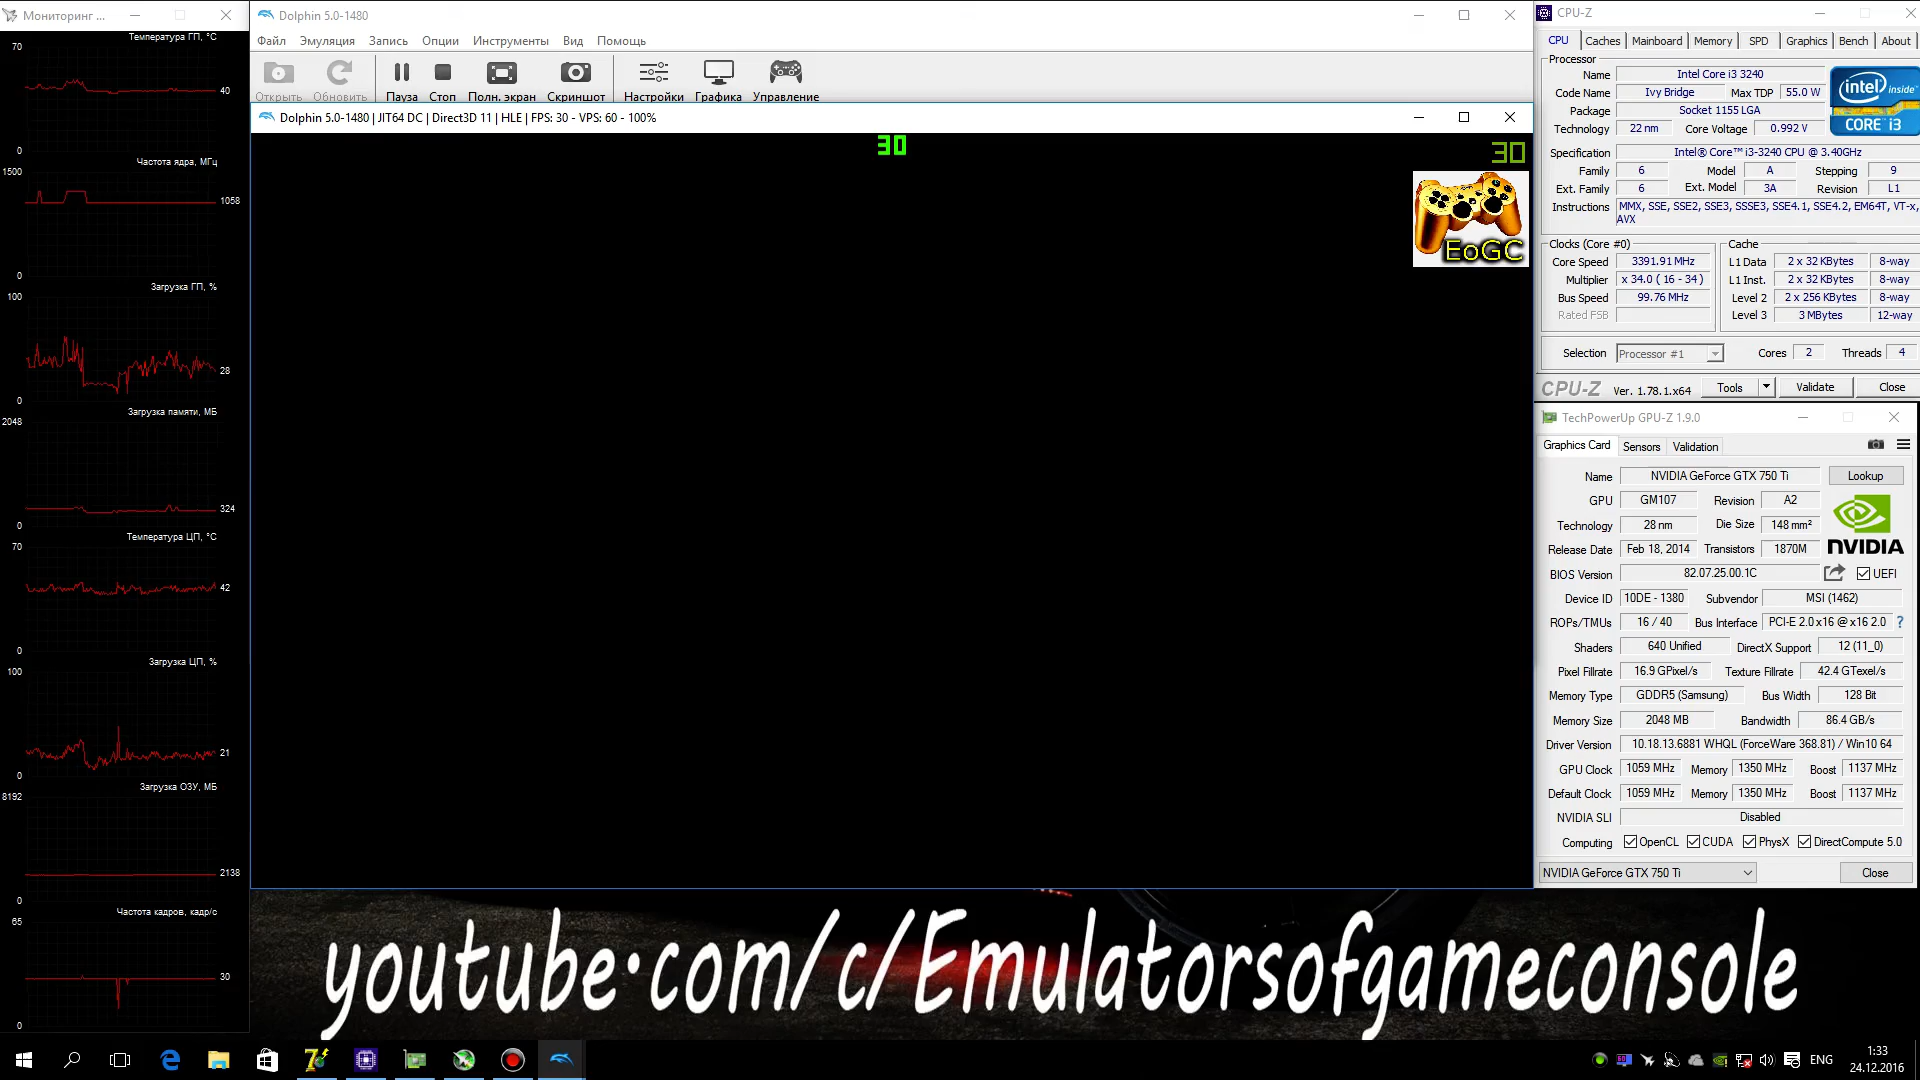 Мониторинг ...
Температура ГП, °C
70
40
0
Частота ядра, МГц
1500
1058
0
Загрузка ГП, %
100
28
0
Загрузка памяти, МБ
2048
324
0
Температура ЦП, °C
70
42
0
Загрузка ЦП, %
100
21
0
Загрузка ОЗУ, МБ
8192
2138
0
Частота кадров, кадр/с
65
30
0
Dolphin 5.0-1480
Файл Эмуляция Запись Опции Инструменты Вид Помощь
Открыть Обновить Пауза Стоп Полн. экран Скриншот Настройки Графика Управление
Dolphin 5.0-1480 | JIT64 DC | Direct3D 11 | HLE | FPS: 30 - VPS: 60 - 100%
30
30
EoGC
CPU-Z
CPU Caches Mainboard Memory SPD Graphics Bench About
Processor
Name Intel Core i3 3240
Code Name Ivy Bridge Max TDP 55.0 W
Package Socket 1155 LGA
Technology 22 nm Core Voltage 0.992 V
intel inside™
CORE i3
Specification Intel® Core™ i3-3240 CPU @ 3.40GHz
Family 6 Model A Stepping 9
Ext. Family 6 Ext. Model 3A Revision L1
Instructions MMX, SSE, SSE2, SSE3, SSSE3, SSE4.1, SSE4.2, EM64T, VT-x,
AVX
Clocks (Core #0) Cache
Core Speed 3391.91 MHz L1 Data 2 x 32 KBytes 8-way
Multiplier x 34.0 ( 16 - 34 ) L1 Inst. 2 x 32 KBytes 8-way
Bus Speed 99.76 MHz Level 2 2 x 256 KBytes 8-way
Rated FSB Level 3 3 MBytes 12-way
Selection Processor #1 Cores 2 Threads 4
CPU-Z Ver. 1.78.1.x64 Tools Validate Close
TechPowerUp GPU-Z 1.9.0
Graphics Card Sensors Validation
Name NVIDIA GeForce GTX 750 Ti Lookup
GPU GM107 Revision A2
Technology 28 nm Die Size 148 mm²
Release Date Feb 18, 2014 Transistors 1870M
NVIDIA
BIOS Version 82.07.25.00.1C UEFI
Device ID 10DE - 1380 Subvendor MSI (1462)
ROPs/TMUs 16 / 40 Bus Interface PCI-E 2.0 x16 @ x16 2.0 ?
Shaders 640 Unified DirectX Support 12 (11_0)
Pixel Fillrate 16.9 GPixel/s Texture Fillrate 42.4 GTexel/s
Memory Type GDDR5 (Samsung) Bus Width 128 Bit
Memory Size 2048 MB Bandwidth 86.4 GB/s
Driver Version 10.18.13.6881 WHQL (ForceWare 368.81) / Win10 64
GPU Clock 1059 MHz Memory 1350 MHz Boost 1137 MHz
Default Clock 1059 MHz Memory 1350 MHz Boost 1137 MHz
NVIDIA SLI Disabled
Computing OpenCL CUDA PhysX DirectCompute 5.0
NVIDIA GeForce GTX 750 Ti Close
youtube.com/c/Emulatorsofgameconsole
ENG
1:33
24.12.2016